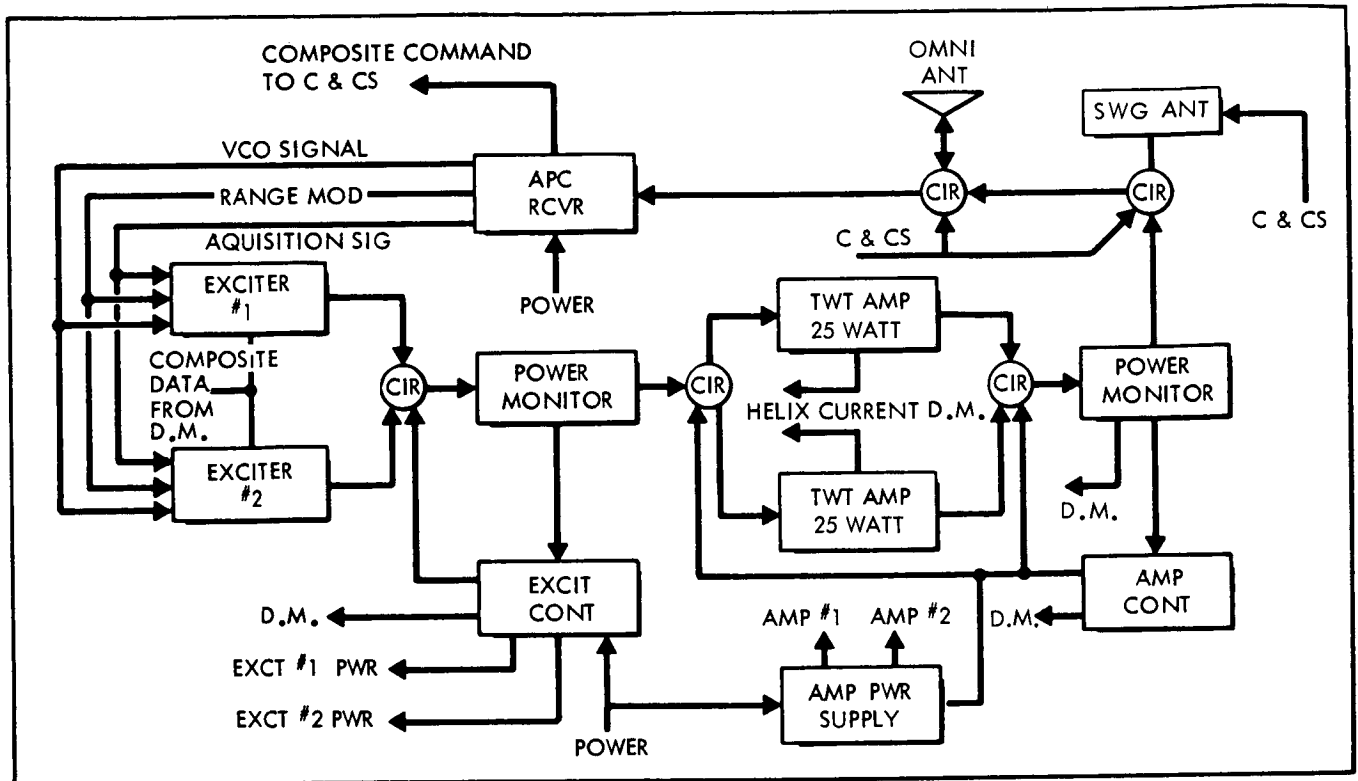 COMPOSITE COMMAND
TO C & CS
OMNI
ANT
SWG ANT
VCO SIGNAL
APC
RCVR
RANGE MOD
CIR
CIR
C & CS
C & CS
AQUISITION SIG
EXCITER
#1
POWER
TWT AMP
25 WATT
COMPOSITE
DATA
FROM
D.M.
CIR
POWER
MONITOR
CIR
HELIX CURRENT D.M.
CIR
POWER
MONITOR
EXCITER
#2
TWT AMP
25 WATT
D.M.
EXCIT
CONT
AMP
CONT
D.M.
AMP #1
AMP #2
D.M.
EXCT #1 PWR
AMP PWR
SUPPLY
EXCT #2 PWR
POWER